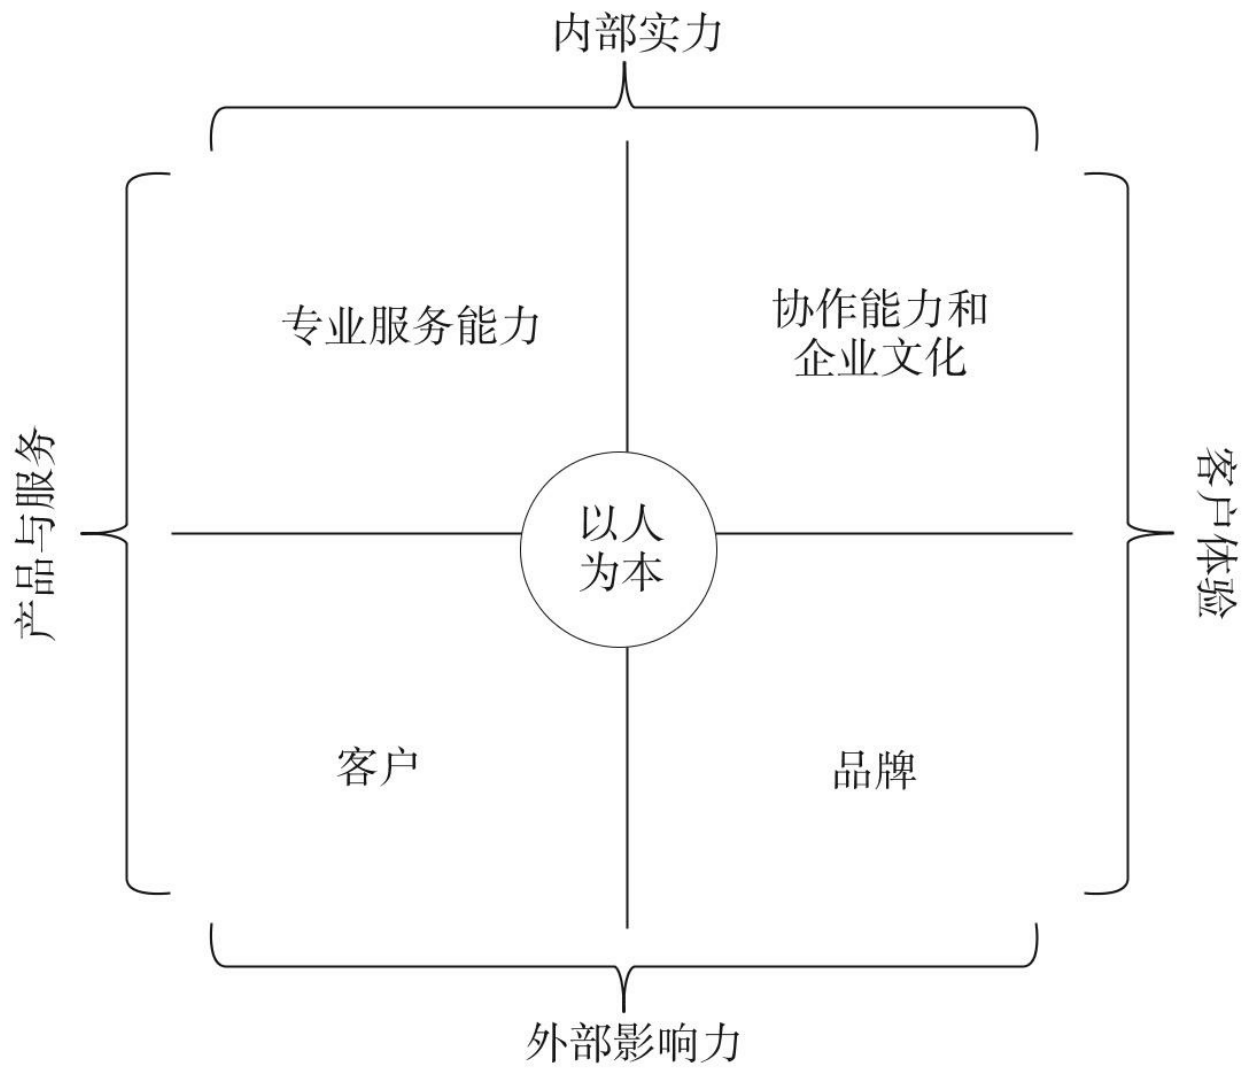 内部实力
专业服务能力
协作能力和
企业文化
产品与服务
以人
为本
客户体验
客户
品牌
外部影响力